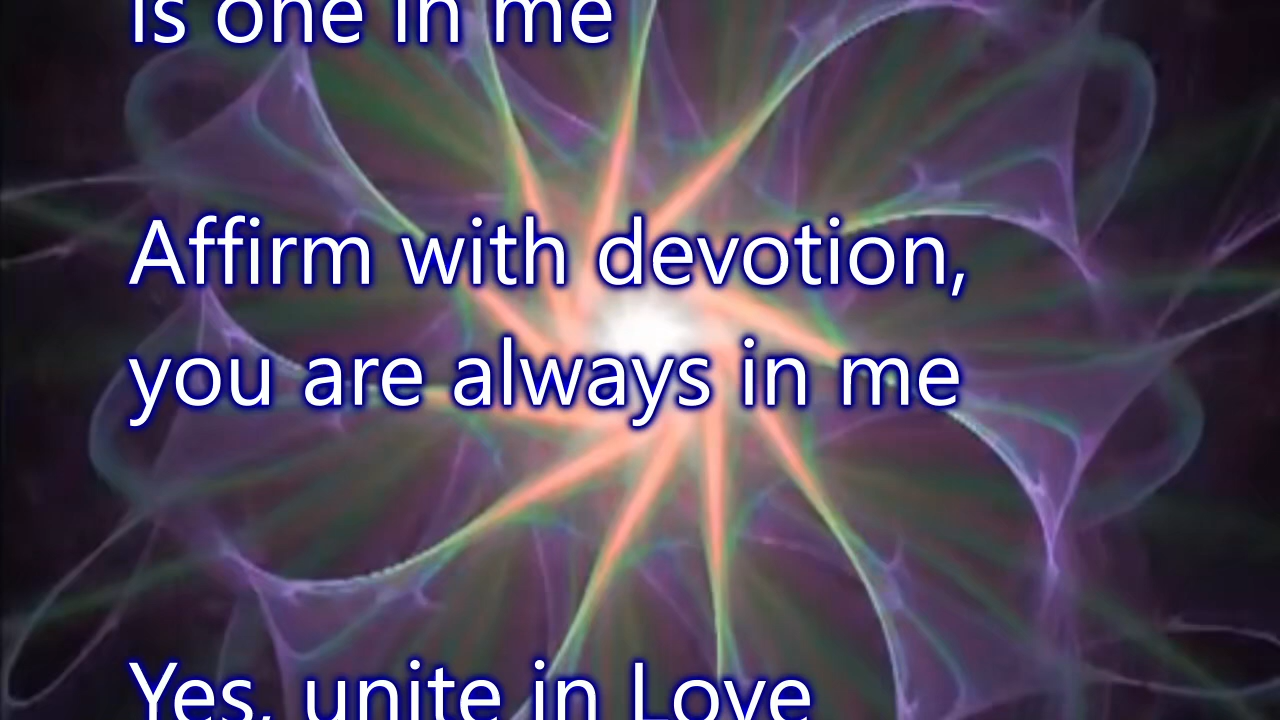 is one in me
Affirm with devotion,
you are always in me
Yes, unite in Love